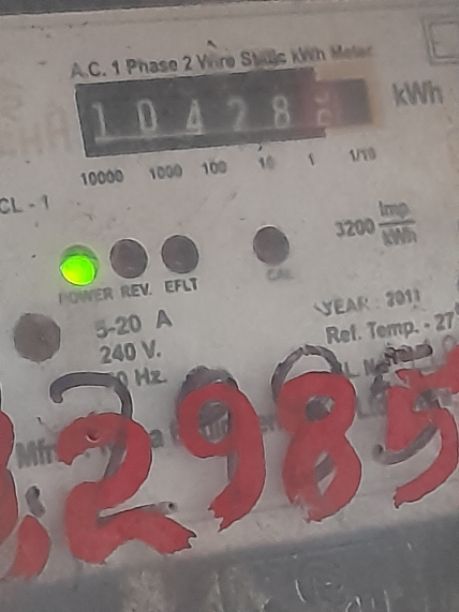 A.C. 1 Phase 2 Wire Static kWh Meter
10428 kWh
10000 1000 100 10 1 1/10
CL - 1
3200 Imp/kWh
POWER REV. EFLT CAL
5-20 A
YEAR : 2011
240 V.
Ref. Temp. - 27°
Hz.
2985